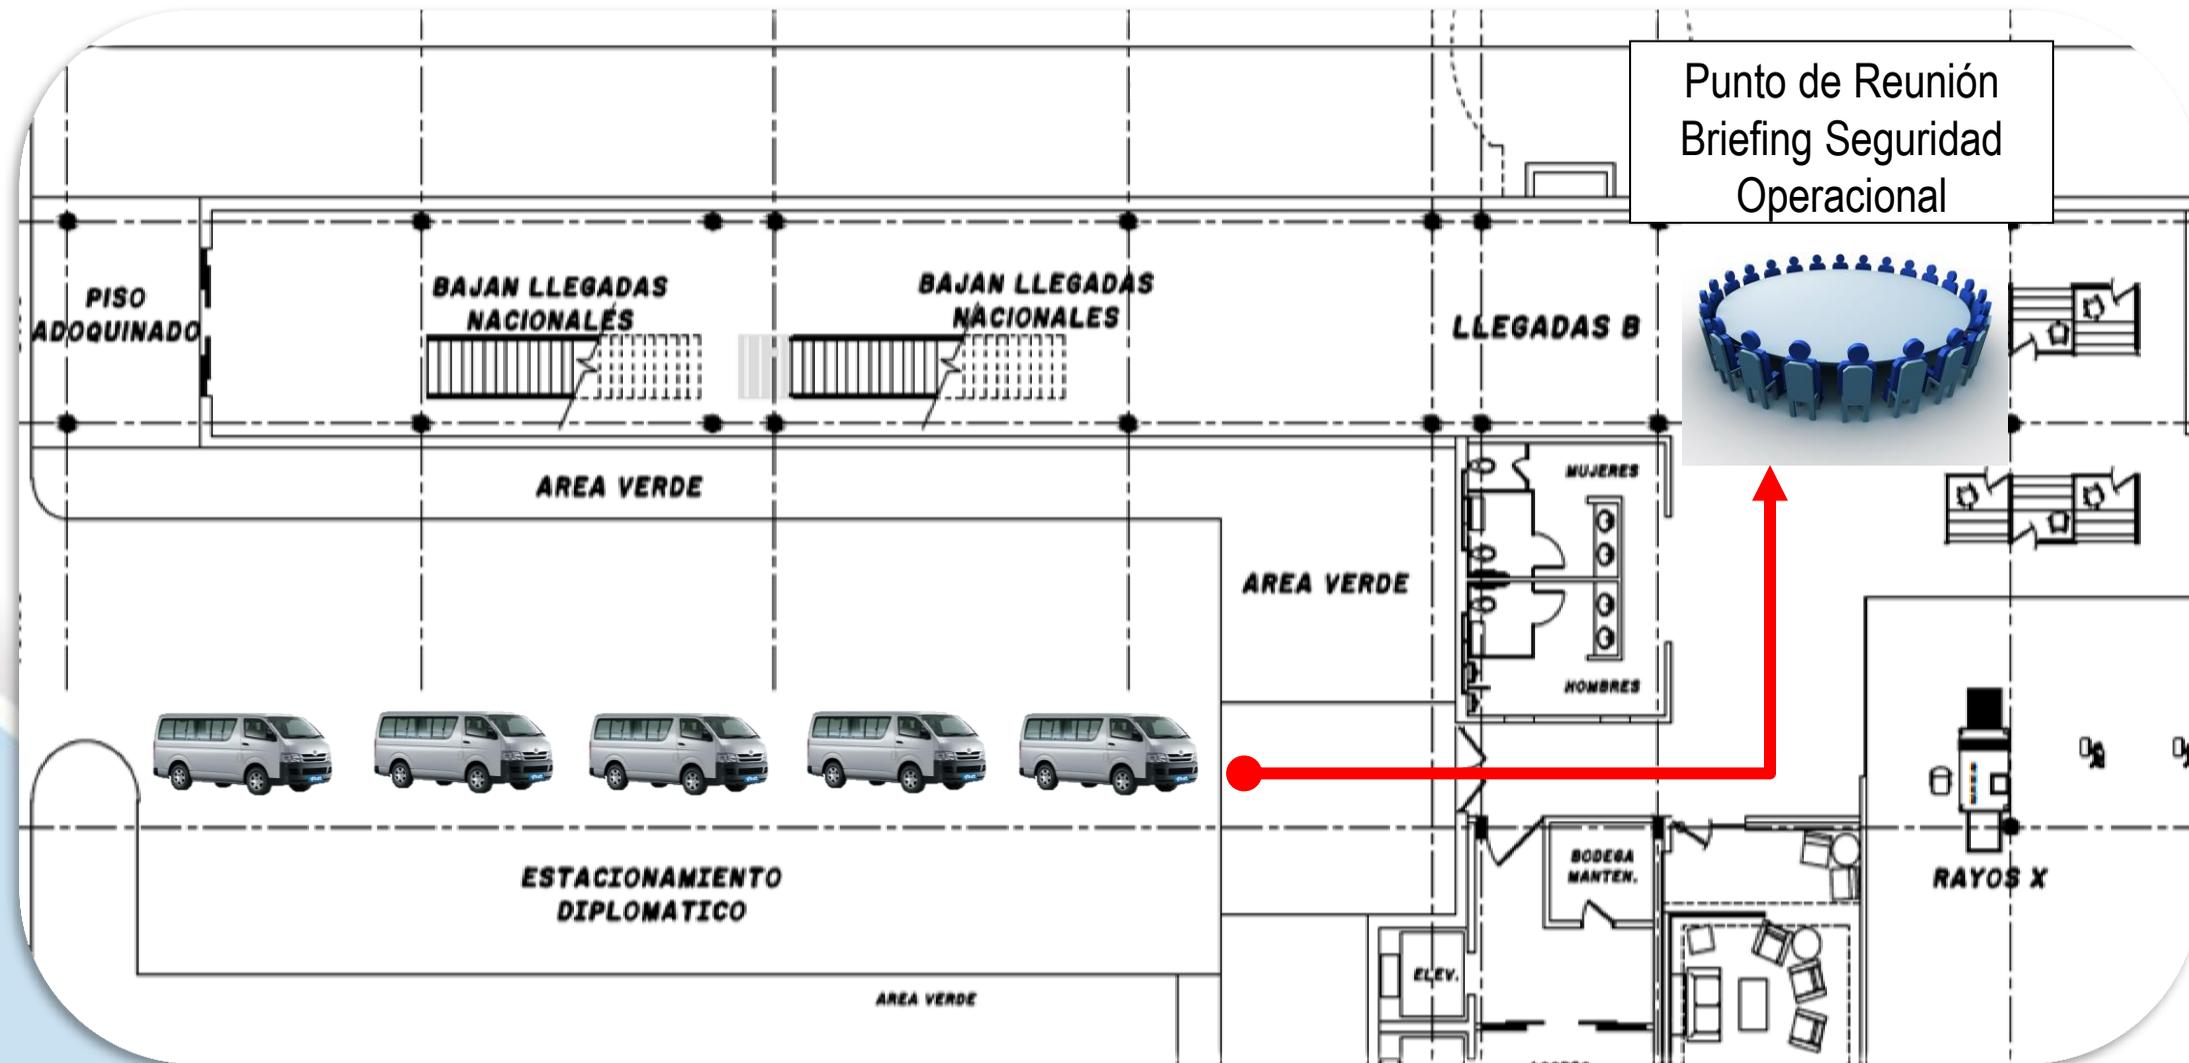 Punto de Reunión
Briefing Seguridad
Operacional
BAJAN LLEGADAS
NACIONALES
BAJAN LLEGADAS
NACIONALES
PISO
ADOQUINADO
LLEGADAS B
AREA VERDE
MUJERES
AREA VERDE
HOMBRES
ESTACIONAMIENTO
DIPLOMATICO
BODEGA
MANTEN.
RAYOS X
ELEV.
AREA VERDE